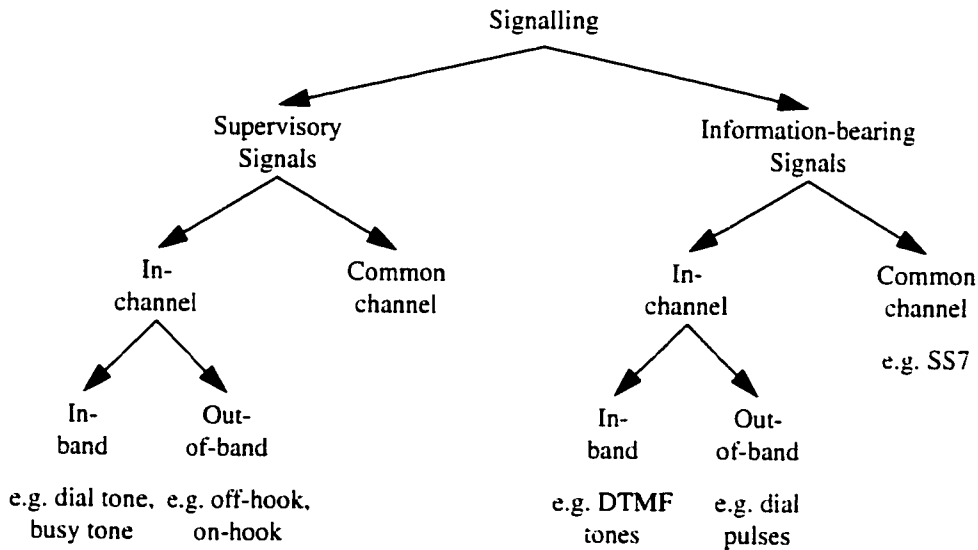 Signalling
Supervisory
Signals
Information-bearing
Signals
In-
channel
Common
channel
In-
channel
Common
channel
e.g. SS7
In-
band
Out-
of-band
In-
band
Out-
of-band
e.g. dial tone,
busy tone
e.g. off-hook,
on-hook
e.g. DTMF
tones
e.g. dial
pulses